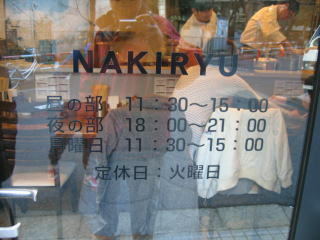 NAKIRYU
昼の部 11：30～15：00
夜の部 18：00～21：00
月曜日 11：30～15：00
定休日：火曜日